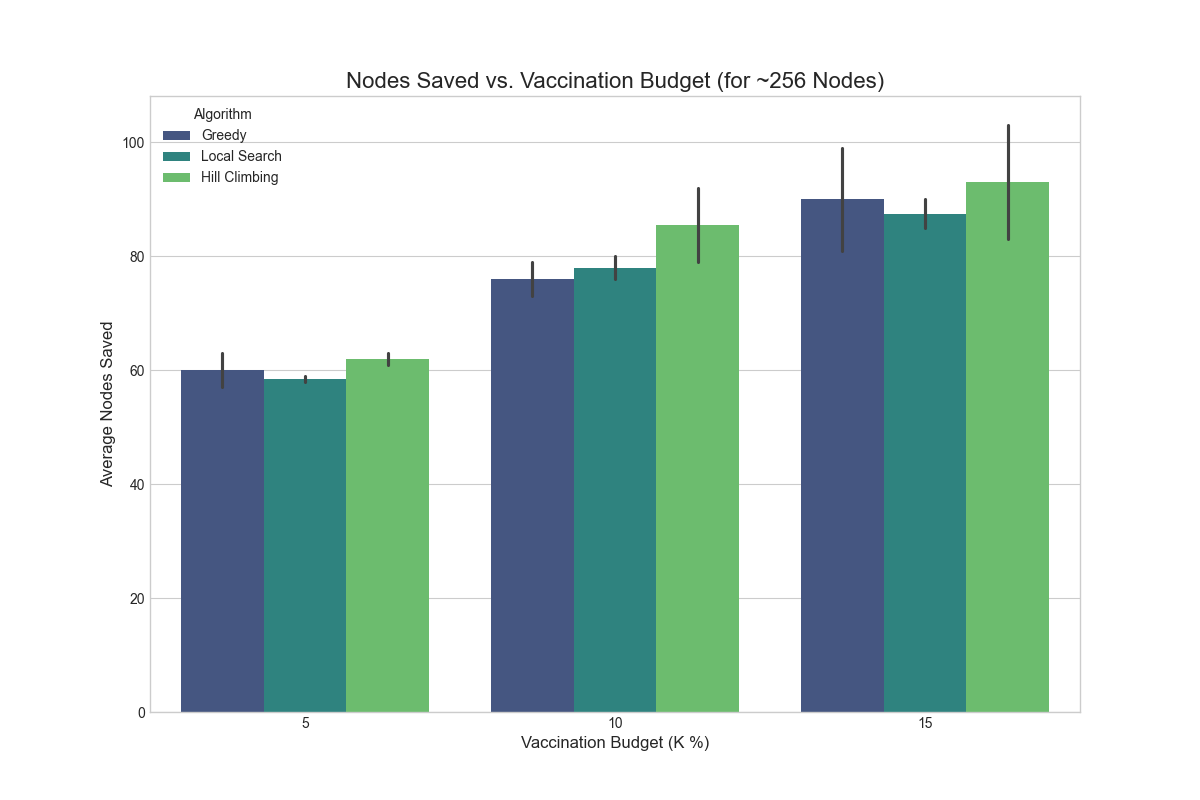 Nodes Saved vs. Vaccination Budget (for ~256 Nodes)
Algorithm
Greedy
Local Search
Hill Climbing
Average Nodes Saved
100
80
60
40
20
0
5
10
15
Vaccination Budget (K %)